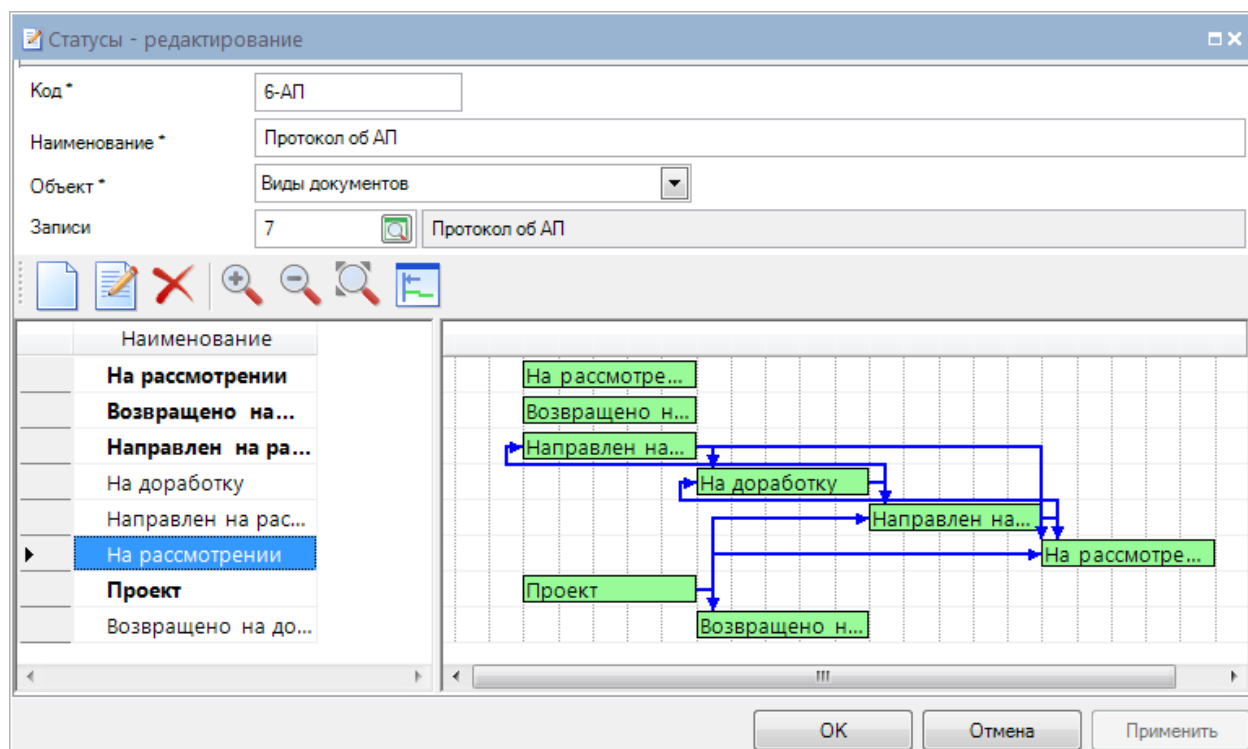 Статусы - редактирование
Код * 6-АП
Наименование * Протокол об АП
Объект * Виды документов
Записи 7 Протокол об АП
Наименование
На рассмотрении На рассмотре...
Возвращено на... Возвращено н...
Направлен на ра... Направлен на...
На доработку На доработку
Направлен на рас... Направлен на...
На рассмотрении На рассмотре...
Проект Проект
Возвращено на до... Возвращено н...
OK Отмена Применить